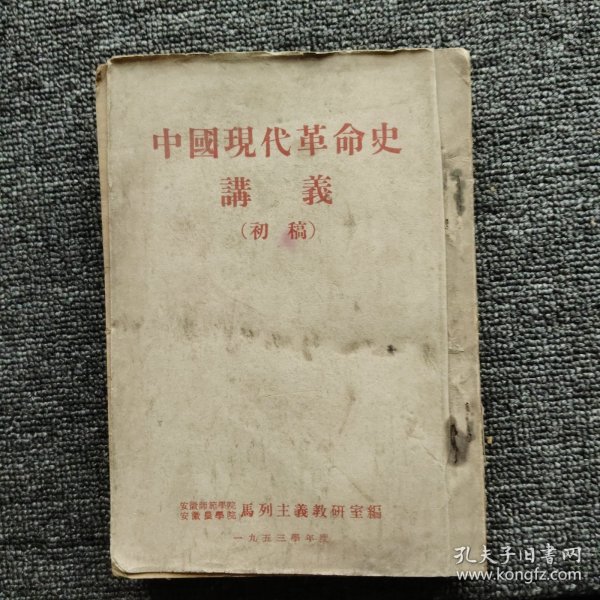 中國現代革命史
講義
(初稿)
安徽師範學院
安徽農學院
馬列主義教研室編
一九五三學年度
孔夫子旧书网
www.kongfz.com